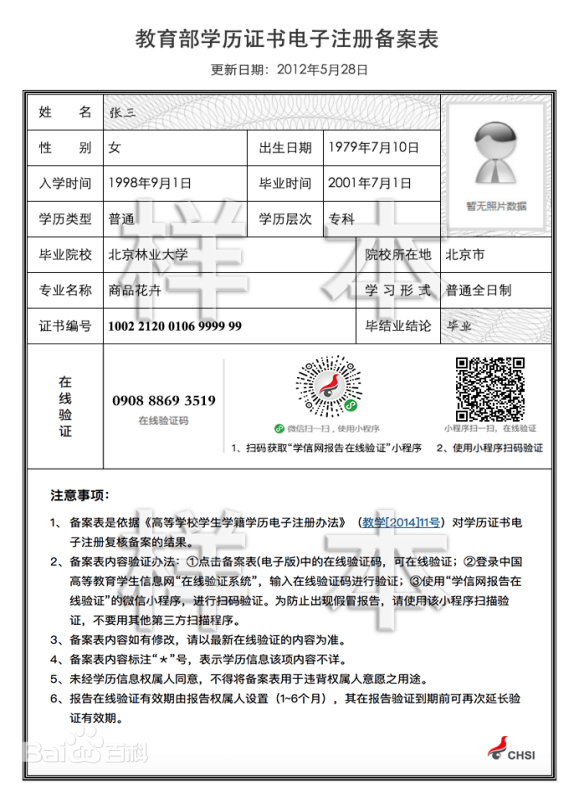 教育部学历证书电子注册备案表
更新日期：2012年5月28日
姓 名 张三
性 别 女 出生日期 1979年7月10日
暂无照片数据
入学时间 1998年9月1日 毕业时间 2001年7月1日
学历类型 普通 学历层次 专科
毕业院校 北京林业大学 院校所在地 北京市
专业名称 商品花卉 学习形式 普通全日制
证书编号 1002 2120 0106 9999 99 毕结业结论 毕业
样本
在线验证
0908 8869 3519
在线验证码
微信扫一扫，使用小程序
小程序扫一扫，在线验证
1、扫码获取“学信网报告在线验证”小程序 2、使用小程序扫码验证
注意事项：
1、备案表是依据《高等学校学生学籍学历电子注册办法》（教学[2014]11号）对学历证书电
子注册复核备案的结果。
2、备案表内容验证办法：①点击备案表(电子版)中的在线验证码，可在线验证；②登录中国
高等教育学生信息网“在线验证系统”，输入在线验证码进行验证；③使用“学信网报告在
线验证”的微信小程序，进行扫码验证。为防止出现假冒报告，请使用该小程序扫描验
证，不要用其他第三方扫描程序。
3、备案表内容如有修改，请以最新在线验证的内容为准。
4、备案表内容标注“＊”号，表示学历信息该项内容不详。
5、未经学历信息权属人同意，不得将备案表用于违背权属人意愿之用途。
6、报告在线验证有效期由报告权属人设置（1~6个月），其在报告验证到期前可再次延长验
证有效期。
样本
Bai百科
CHSI